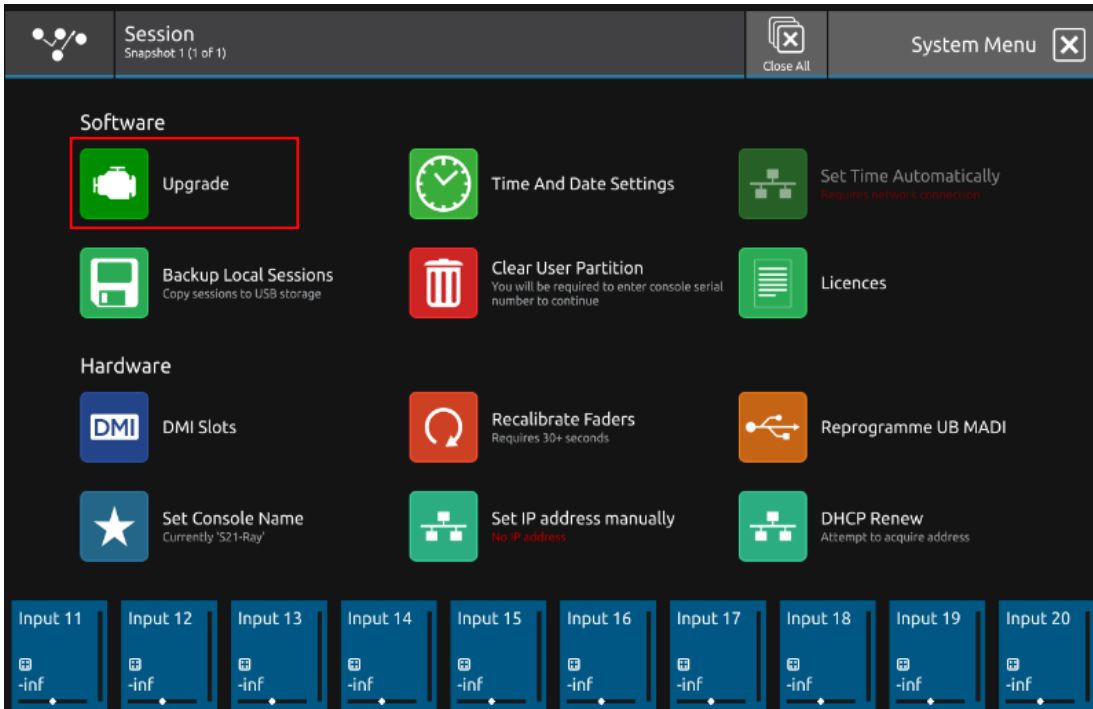 Session
Snapshot 1 (1 of 1)
Close All
System Menu
Software
Upgrade
Time And Date Settings
Set Time Automatically
Requires network connection
Backup Local Sessions
Copy sessions to USB storage
Clear User Partition
You will be required to enter console serial
number to continue
Licences
Hardware
DMI
DMI Slots
Recalibrate Faders
Requires 30+ seconds
Reprogramme UB MADI
Set Console Name
Currently 'S21-Ray'
Set IP address manually
No IP address
DHCP Renew
Attempt to acquire address
Input 11 Input 12 Input 13 Input 14 Input 15 Input 16 Input 17 Input 18 Input 19 Input 20
-inf -inf -inf -inf -inf -inf -inf -inf -inf -inf